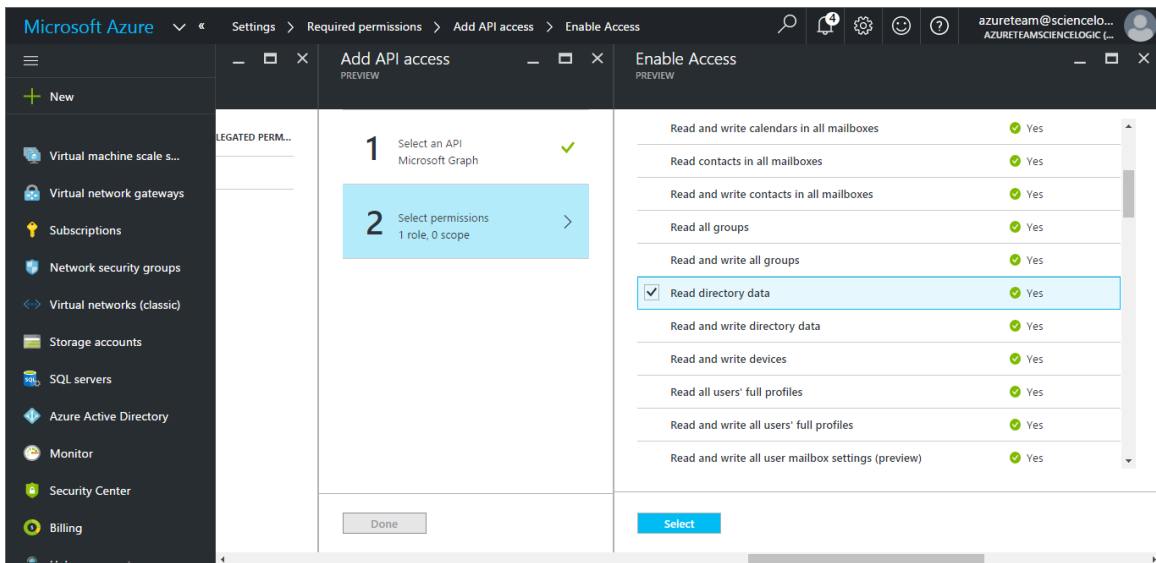 Microsoft Azure
Settings > Required permissions > Add API access > Enable Access
4
azureteam@sciencelo...
AZURETEAMSCIENCELOGIC (...
New
Virtual machine scale s...
Virtual network gateways
Subscriptions
Network security groups
Virtual networks (classic)
Storage accounts
SQL servers
Azure Active Directory
Monitor
Security Center
Billing
LEGATED PERM...
Add API access
PREVIEW
1
Select an API
Microsoft Graph
2
Select permissions
1 role, 0 scope
Done
Enable Access
PREVIEW
Read and write calendars in all mailboxes Yes
Read contacts in all mailboxes Yes
Read and write contacts in all mailboxes Yes
Read all groups Yes
Read and write all groups Yes
Read directory data Yes
Read and write directory data Yes
Read and write devices Yes
Read all users' full profiles Yes
Read and write all users' full profiles Yes
Read and write all user mailbox settings (preview) Yes
Select